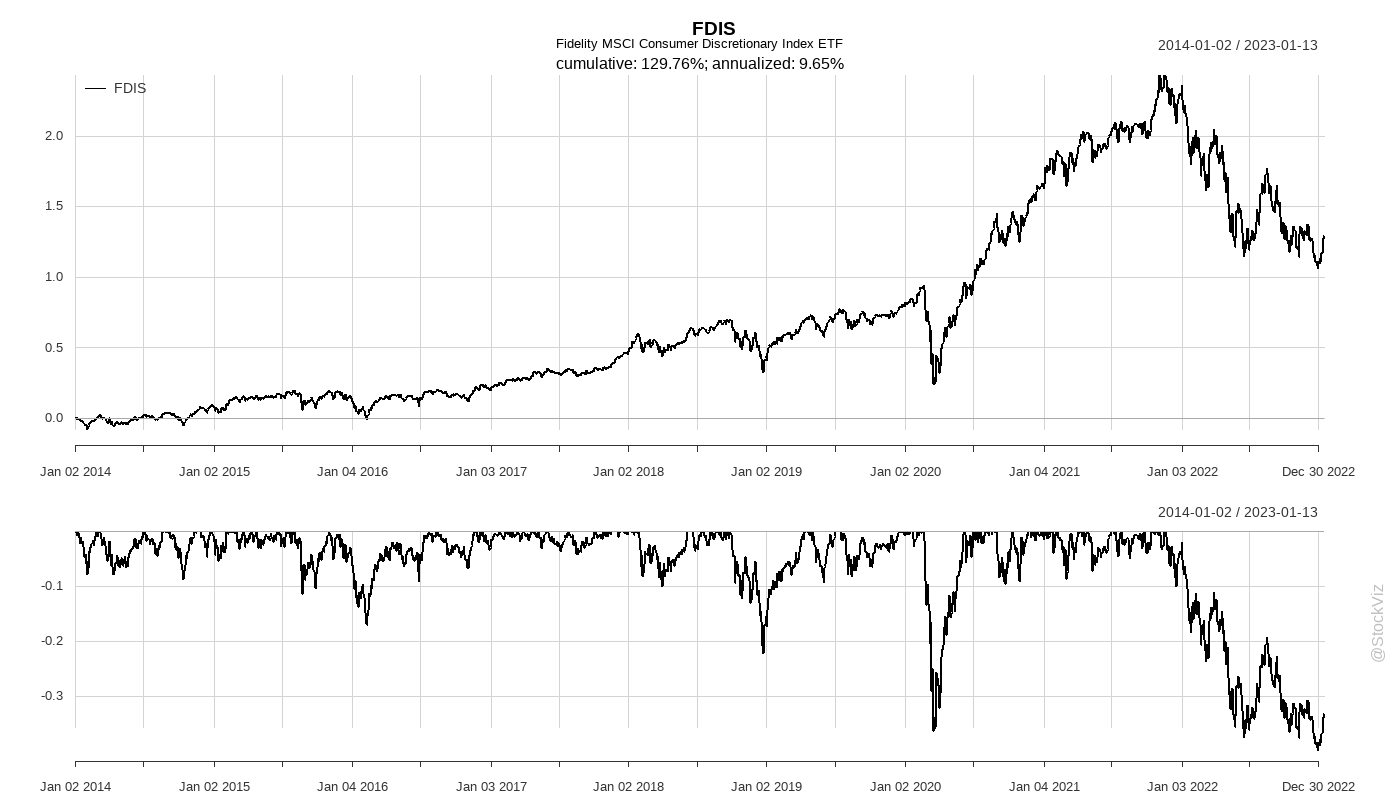 FDIS
Fidelity MSCI Consumer Discretionary Index ETF
cumulative: 129.76%; annualized: 9.65%
2014-01-02 / 2023-01-13
FDIS
2.0
1.5
1.0
0.5
0.0
Jan 02 2014 Jan 02 2015 Jan 04 2016 Jan 03 2017 Jan 02 2018 Jan 02 2019 Jan 02 2020 Jan 04 2021 Jan 03 2022 Dec 30 2022
2014-01-02 / 2023-01-13
-0.1
-0.2
-0.3
Jan 02 2014 Jan 02 2015 Jan 04 2016 Jan 03 2017 Jan 02 2018 Jan 02 2019 Jan 02 2020 Jan 04 2021 Jan 03 2022 Dec 30 2022
@StockViz